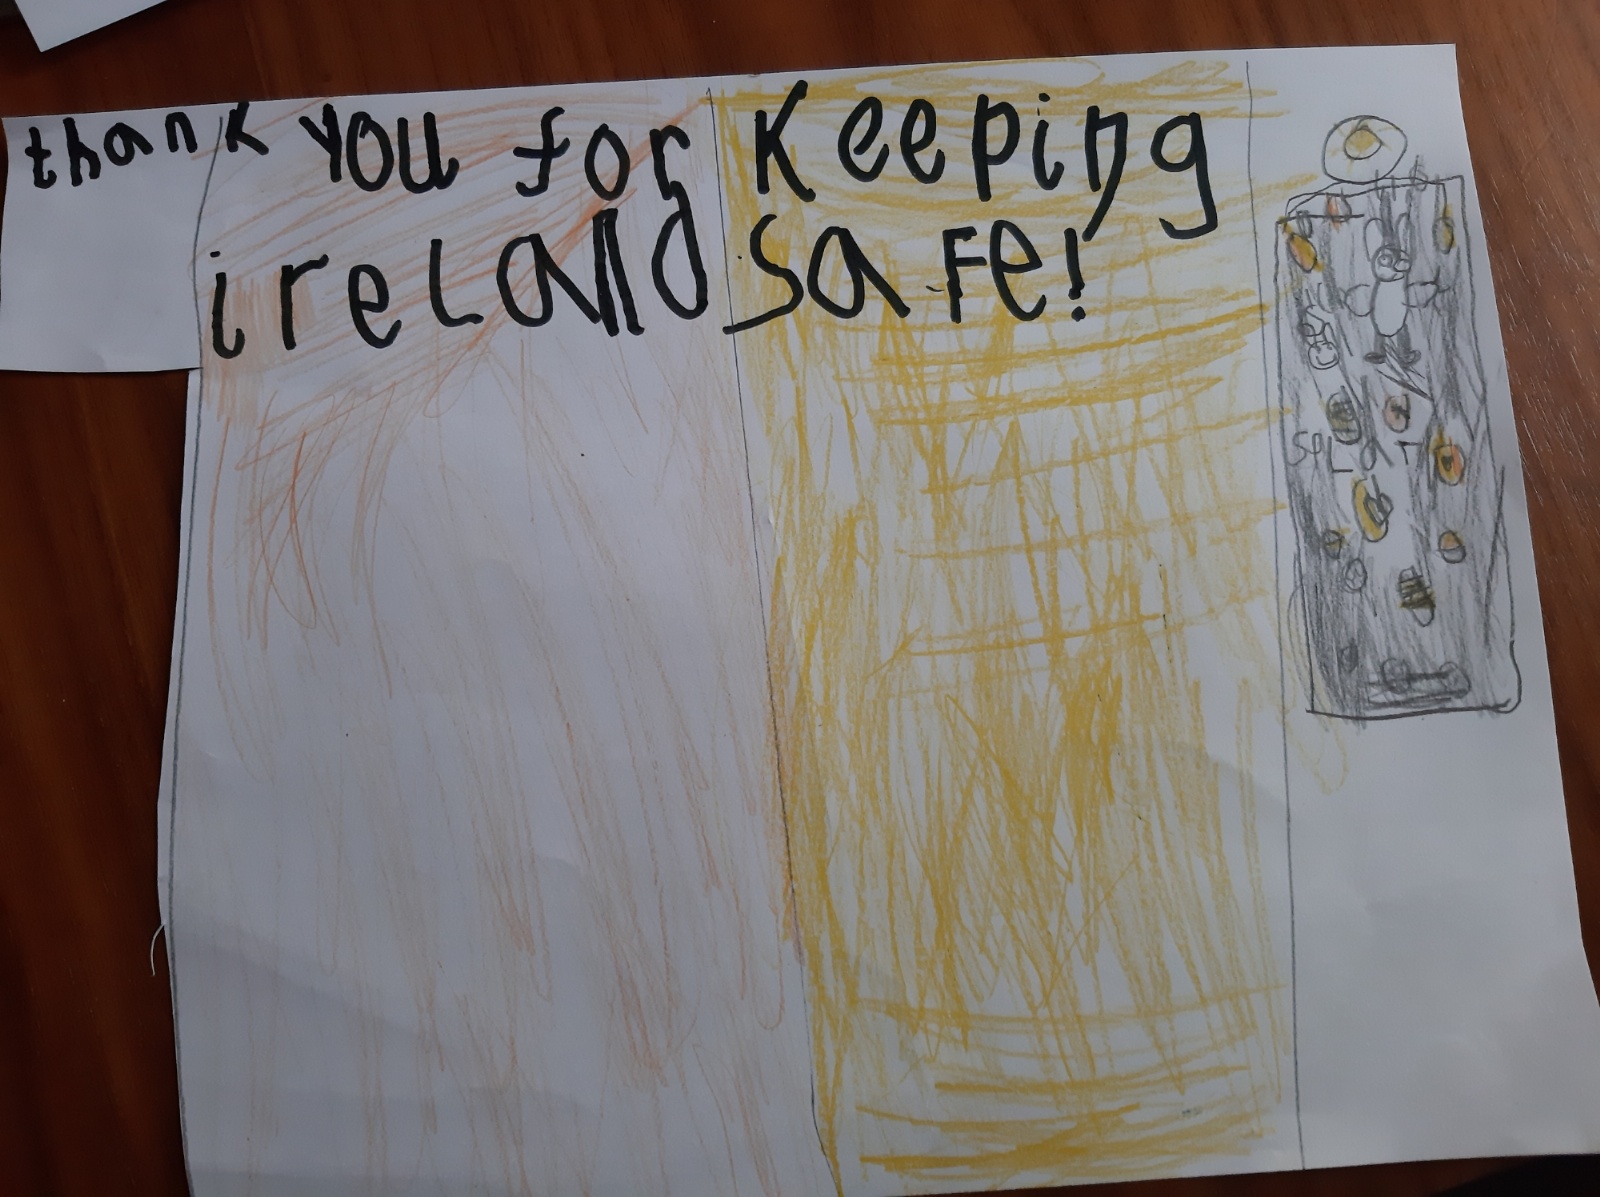 thank you for Keeping
ireLand safe!